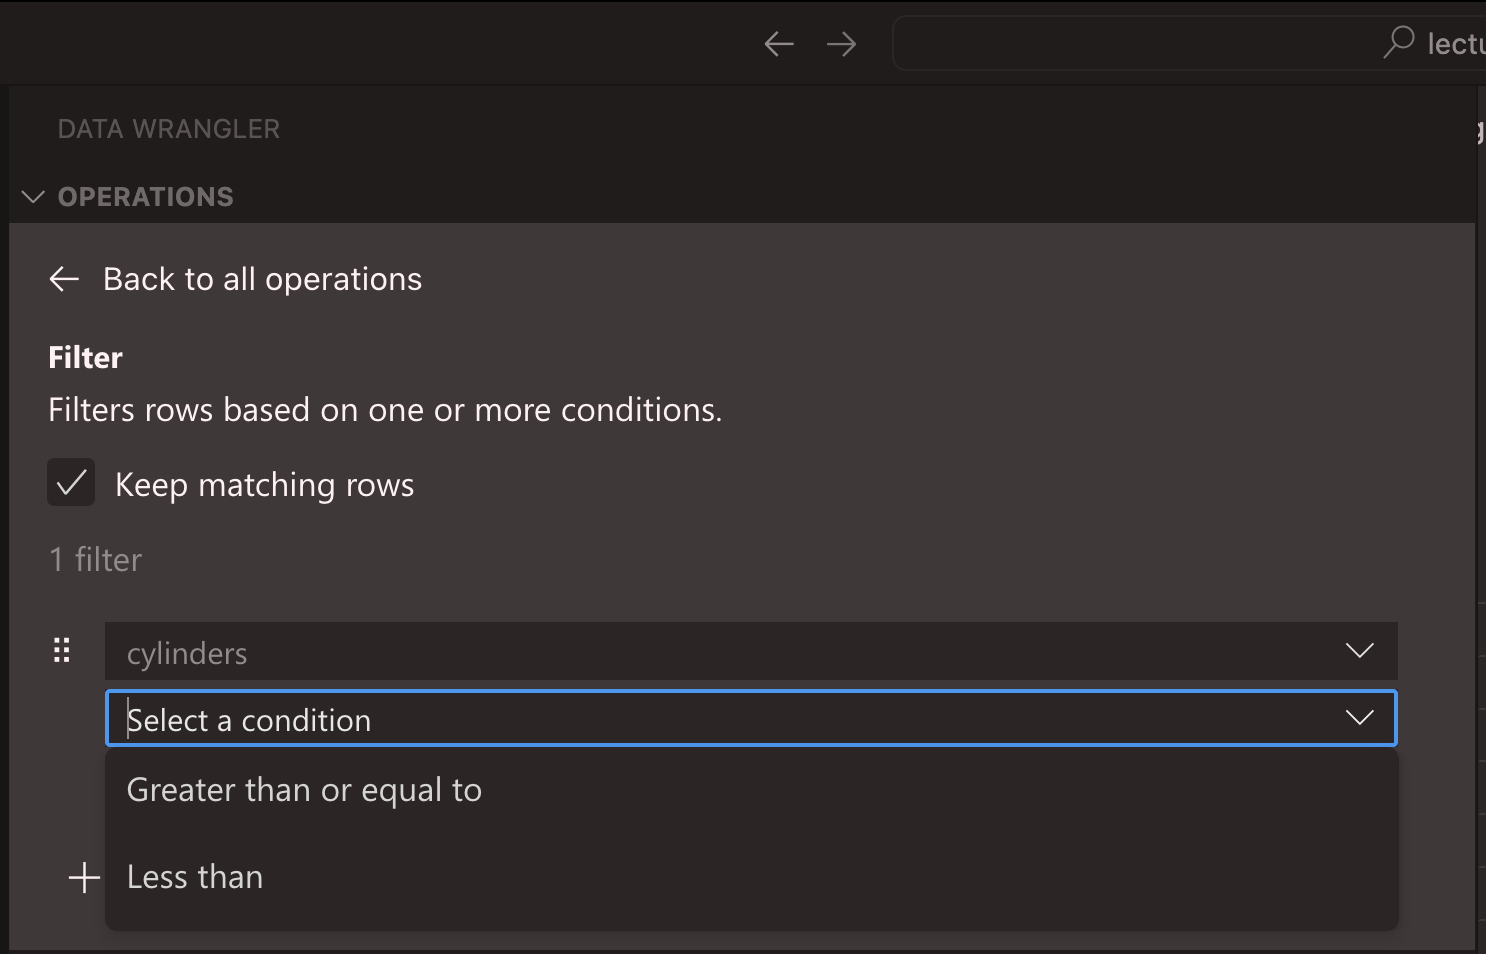 lectu
DATA WRANGLER
OPERATIONS
Back to all operations
Filter
Filters rows based on one or more conditions.
Keep matching rows
1 filter
cylinders
Select a condition
Greater than or equal to
Less than